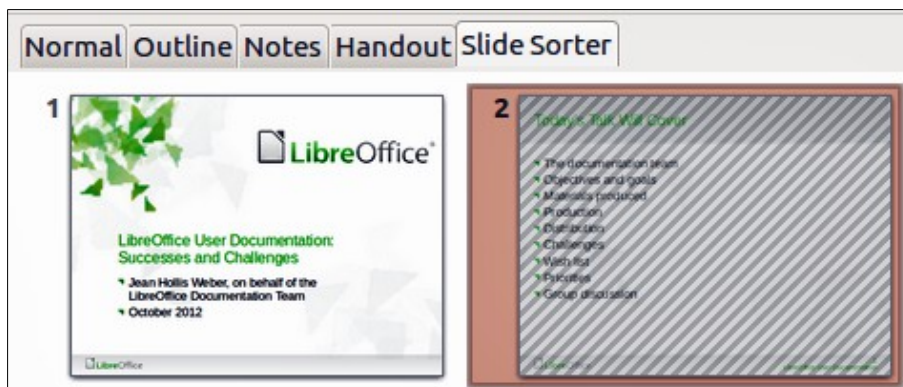 Normal Outline Notes Handout Slide Sorter
1
LibreOffice
LibreOffice User Documentation:
Successes and Challenges
Jean Hollis Weber, on behalf of the
LibreOffice Documentation Team
October 2012
LibreOffice
2
Today's Talk Will Cover
The documentation team
Objectives and goals
Materials produced
Production
Distribution
Challenges
Wish list
Priorities
Group discussion
LibreOffice